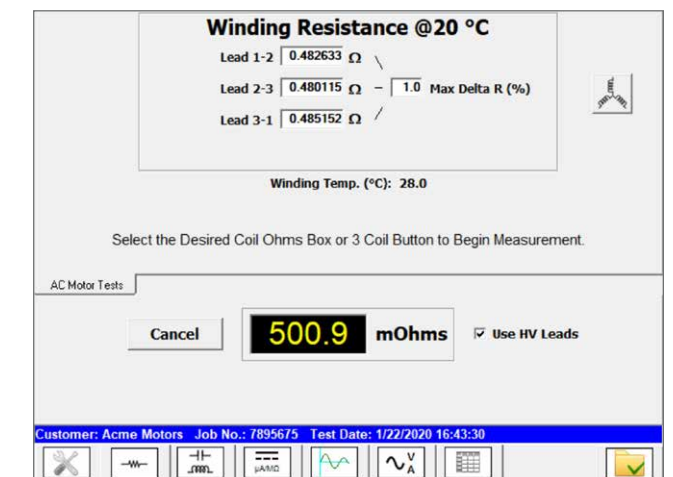 Winding Resistance @20 °C
Lead 1-2 0.482633 Ω
Lead 2-3 0.480115 Ω – 1.0 Max Delta R (%)
Lead 3-1 0.485152 Ω
Winding Temp. (°C): 28.0
Select the Desired Coil Ohms Box or 3 Coil Button to Begin Measurement.
AC Motor Tests
Cancel 500.9 mOhms Use HV Leads
Customer: Acme Motors Job No.: 7895675 Test Date: 1/22/2020 16:43:30
µA/MΩ V
A